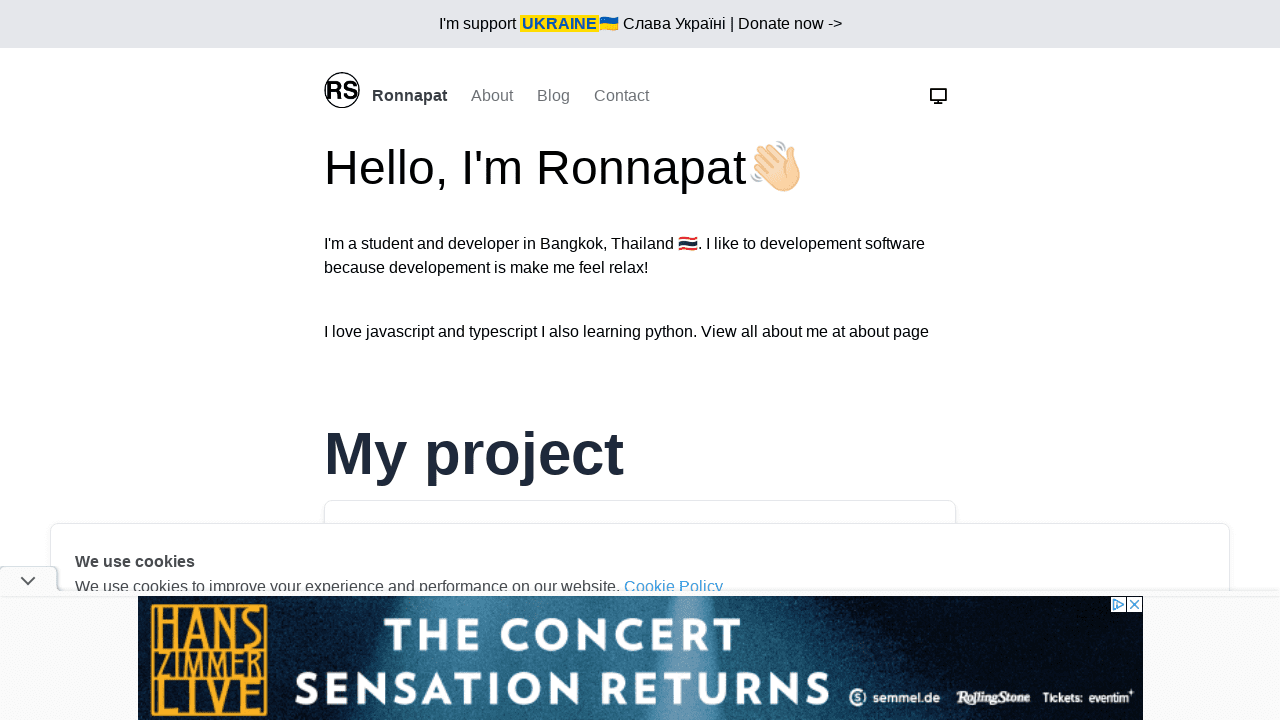 I'm support UKRAINE🇺🇦 Слава Україні | Donate now ->
RS
Ronnapat About Blog Contact
Hello, I'm Ronnapat👋🏻
I'm a student and developer in Bangkok, Thailand 🇹🇭. I like to developement software
because developement is make me feel relax!
I love javascript and typescript I also learning python. View all about me at about page
My project
We use cookies
We use cookies to improve your experience and performance on our website. Cookie Policy
HANS
ZIMMER
LIVE
THE CONCERT
SENSATION RETURNS
semmel.de RollingStone Tickets: eventim